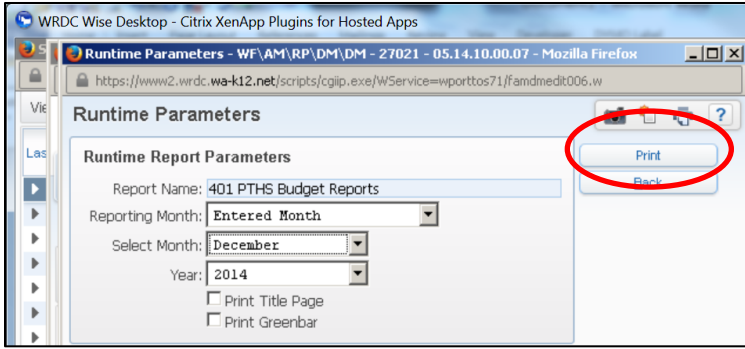 WRDC Wise Desktop - Citrix XenApp Plugins for Hosted Apps
Runtime Parameters - WF\AM\RP\DM\DM - 27021 - 05.14.10.00.07 - Mozilla Firefox
https://www2.wrdc.wa-k12.net/scripts/cgiip.exe/WService=wporttos71/famdmedit006.w
Vie
Runtime Parameters
?
Las
Runtime Report Parameters
Print
Report Name: 401 PTHS Budget Reports
Back
Reporting Month: Entered Month
Select Month: December
Year: 2014
Print Title Page
Print Greenbar